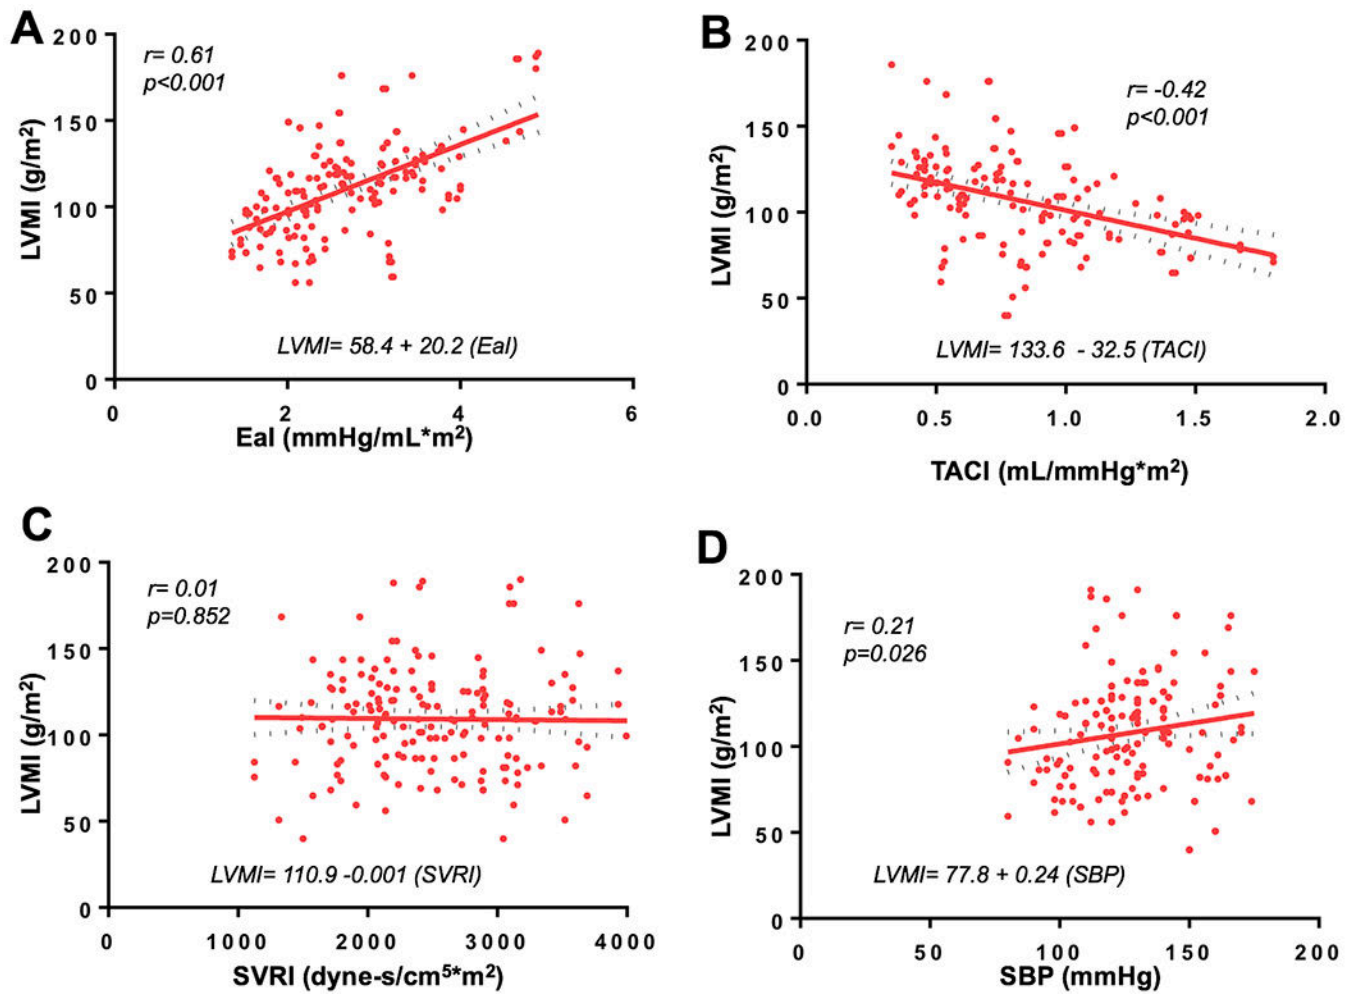 A
r= 0.61
p<0.001
LVMI (g/m²)
200
150
100
50
0
LVMI= 58.4 + 20.2 (EaI)
0 2 4 6
EaI (mmHg/mL*m²)
B
r= -0.42
p<0.001
LVMI (g/m²)
200
150
100
50
0
LVMI= 133.6 - 32.5 (TACI)
0.0 0.5 1.0 1.5 2.0
TACI (mL/mmHg*m²)
C
r= 0.01
p=0.852
LVMI (g/m²)
200
150
100
50
0
LVMI= 110.9 -0.001 (SVRI)
0 1000 2000 3000 4000
SVRI (dyne-s/cm⁵*m²)
D
r= 0.21
p=0.026
LVMI (g/m²)
200
150
100
50
0
LVMI= 77.8 + 0.24 (SBP)
0 50 100 150 200
SBP (mmHg)